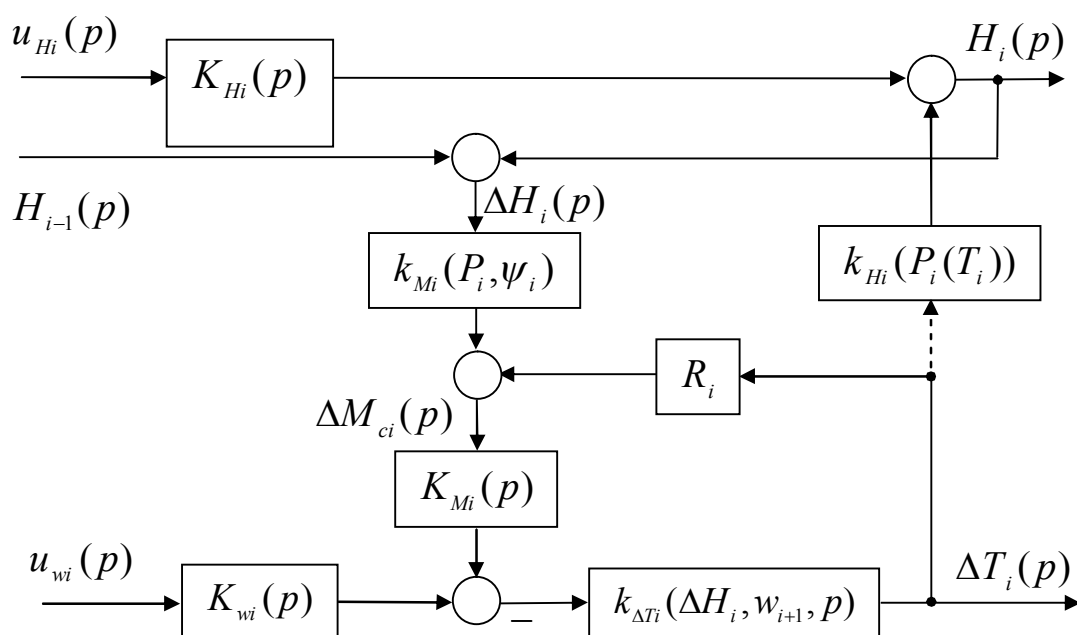 u_{Hi}(p)
H_i(p)
K_{Hi}(p)
H_{i-1}(p)
ΔH_i(p)
k_{Mi}(P_i,ψ_i)
k_{Hi}(P_i(T_i))
R_i
ΔM_{ci}(p)
K_{Mi}(p)
u_{wi}(p)
ΔT_i(p)
K_{wi}(p)
−
k_{ΔTi}(ΔH_i,w_{i+1},p)